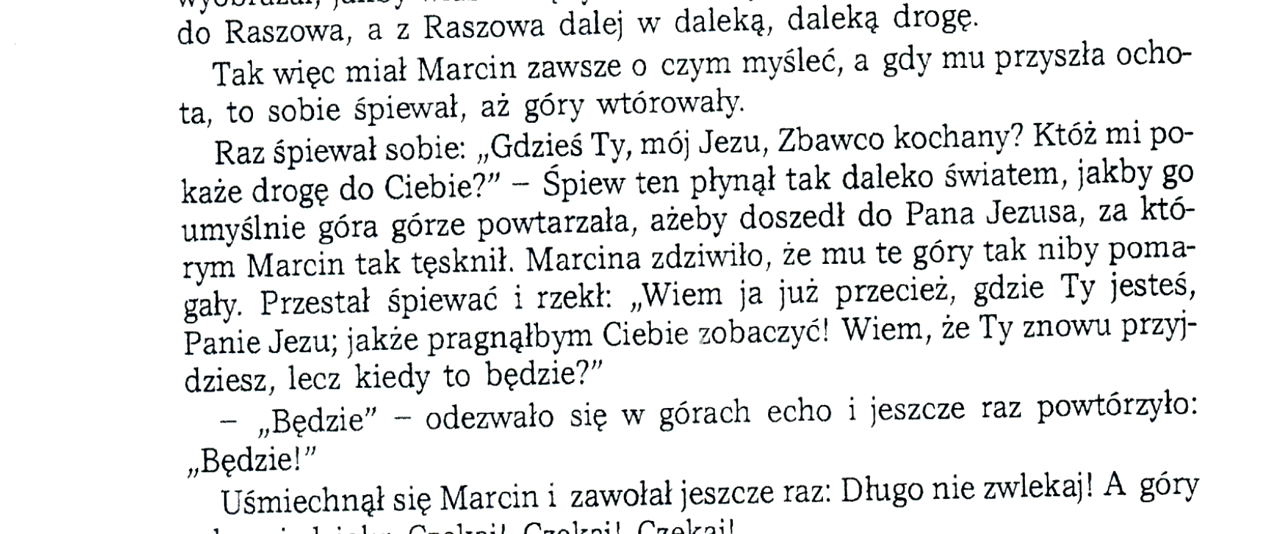 do Raszowa, a z Raszowa dalej w daleką, daleką drogę.
Tak więc miał Marcin zawsze o czym myśleć, a gdy mu przyszła ocho-
ta, to sobie śpiewał, aż góry wtórowały.
Raz śpiewał sobie: „Gdzieś Ty, mój Jezu, Zbawco kochany? Któż mi po-
każe drogę do Ciebie?” – Śpiew ten płynął tak daleko światem, jakby go
umyślnie góra górze powtarzała, ażeby doszedł do Pana Jezusa, za któ-
rym Marcin tak tęsknił. Marcina zdziwiło, że mu te góry tak niby poma-
gały. Przestał śpiewać i rzekł: „Wiem ja już przecież, gdzie Ty jesteś,
Panie Jezu; jakże pragnąłbym Ciebie zobaczyć! Wiem, że Ty znowu przyj-
dziesz, lecz kiedy to będzie?”
– „Będzie” – odezwało się w górach echo i jeszcze raz powtórzyło:
„Będzie!”
Uśmiechnął się Marcin i zawołał jeszcze raz: Długo nie zwlekaj! A góry
Czekaj! Czekaj! Czekaj!